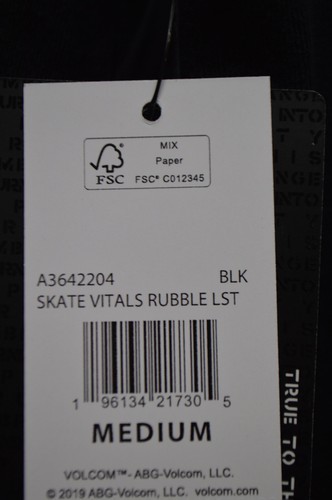 MIX
Paper
FSC
FSC® C012345
A3642204 BLK
SKATE VITALS RUBBLE LST
1 96134 21730 5
MEDIUM
VOLCOM™- ABG-Volcom, LLC.
© 2019 ABG-Volcom, LLC. volcom.com
TRUE TO T